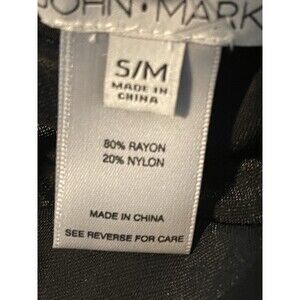 JOHN • MARK
S/M
MADE IN
CHINA
80% RAYON
20% NYLON
MADE IN CHINA
SEE REVERSE FOR CARE